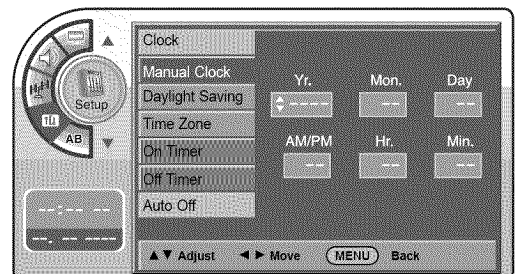 Clock
Manual Clock
Daylight Saving
Time Zone
On Timer
Off Timer
Auto Off
Setup
AB
Yr. Mon. Day
---- -- --
AM/PM Hr. Min.
-- -- --
--:-- --
--. -- ----
▲▼ Adjust ◄► Move MENU Back